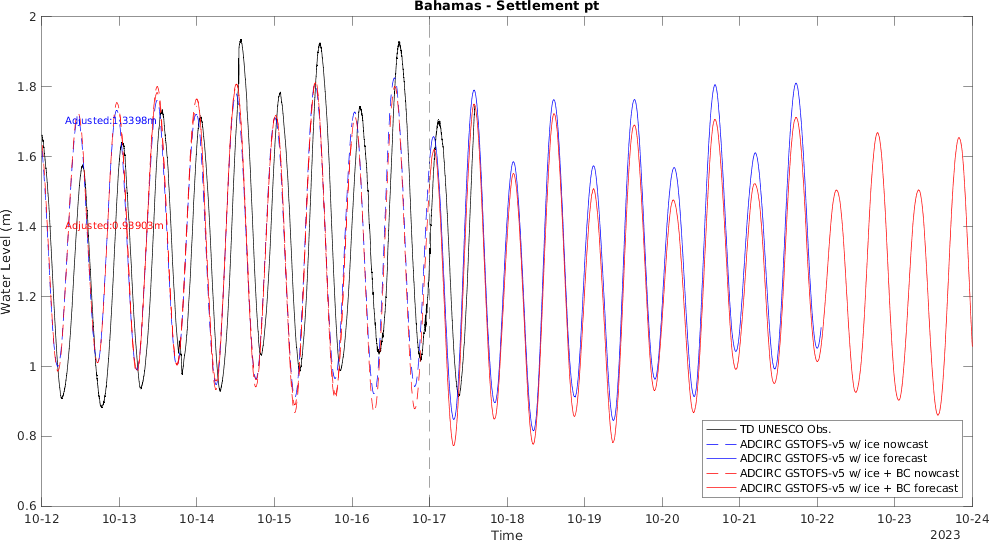 Bahamas - Settlement pt
2
1.8
1.6
1.4
1.2
1
0.8
0.6
Water Level (m)
Adjusted:1.3398m
Adjusted:0.93903m
TD UNESCO Obs.
ADCIRC GSTOFS-v5 w/ ice nowcast
ADCIRC GSTOFS-v5 w/ ice forecast
ADCIRC GSTOFS-v5 w/ ice + BC nowcast
ADCIRC GSTOFS-v5 w/ ice + BC forecast
10-12 10-13 10-14 10-15 10-16 10-17 10-18 10-19 10-20 10-21 10-22 10-23 10-24
Time
2023